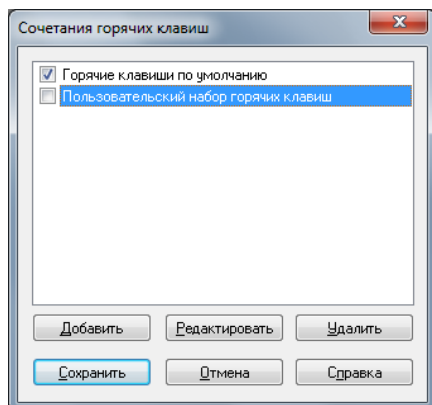 Сочетания горячих клавиш
Горячие клавиши по умолчанию
Пользовательский набор горячих клавиш
Добавить Редактировать Удалить
Сохранить Отмена Справка